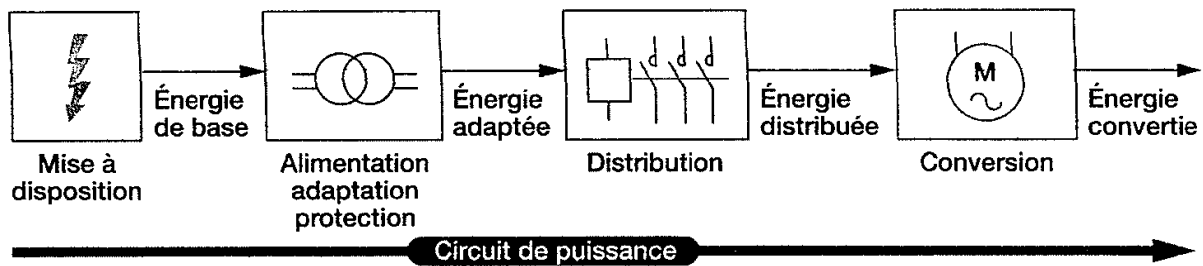 M
Énergie
de base
Énergie
adaptée
Énergie
distribuée
Énergie
convertie
Mise à
disposition
Alimentation
adaptation
protection
Distribution
Conversion
Circuit de puissance